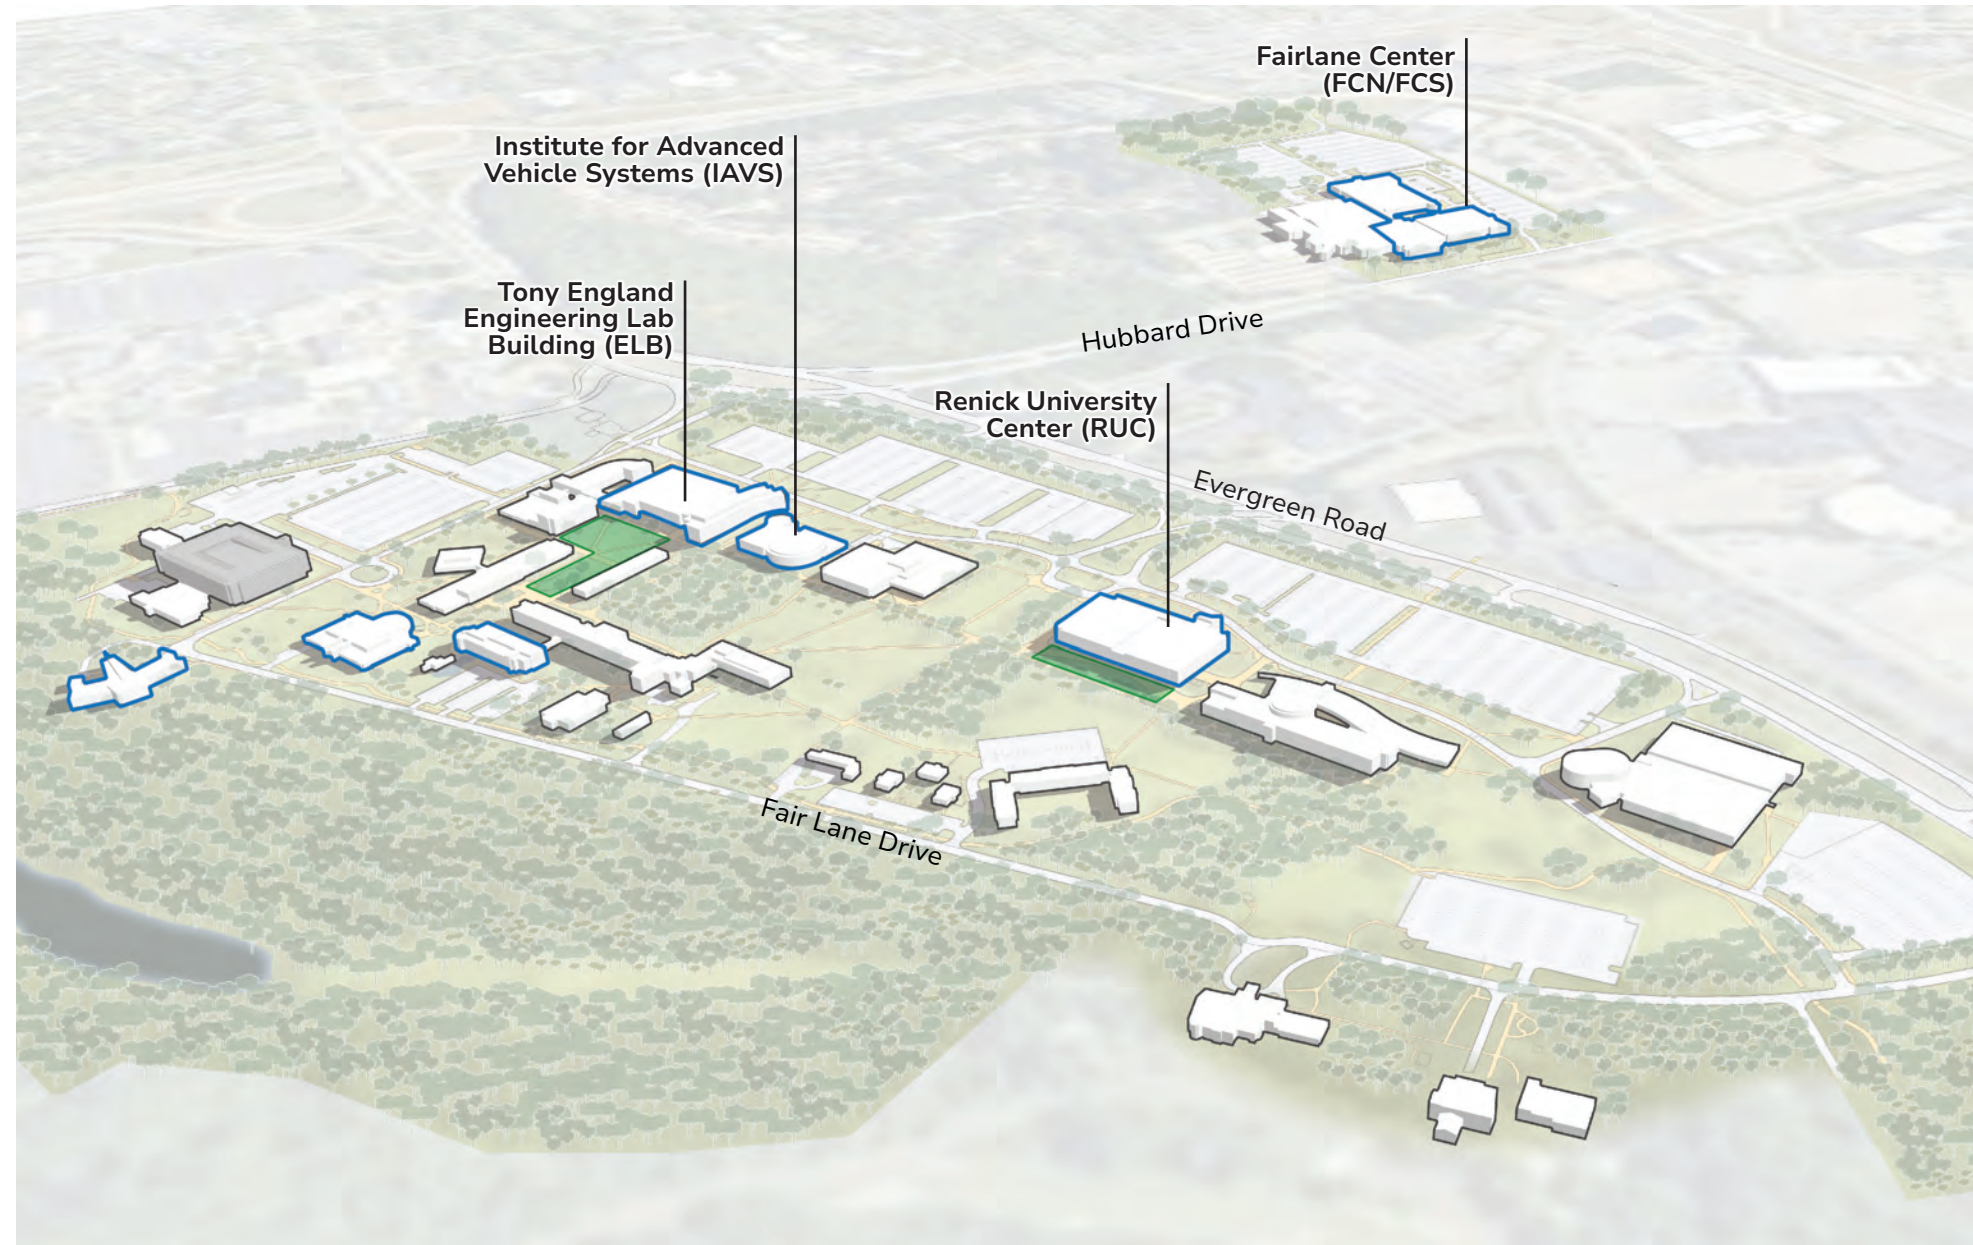 Fairlane Center
(FCN/FCS)
Institute for Advanced
Vehicle Systems (IAVS)
Tony England
Engineering Lab
Building (ELB)
Hubbard Drive
Renick University
Center (RUC)
Evergreen Road
Fair Lane Drive